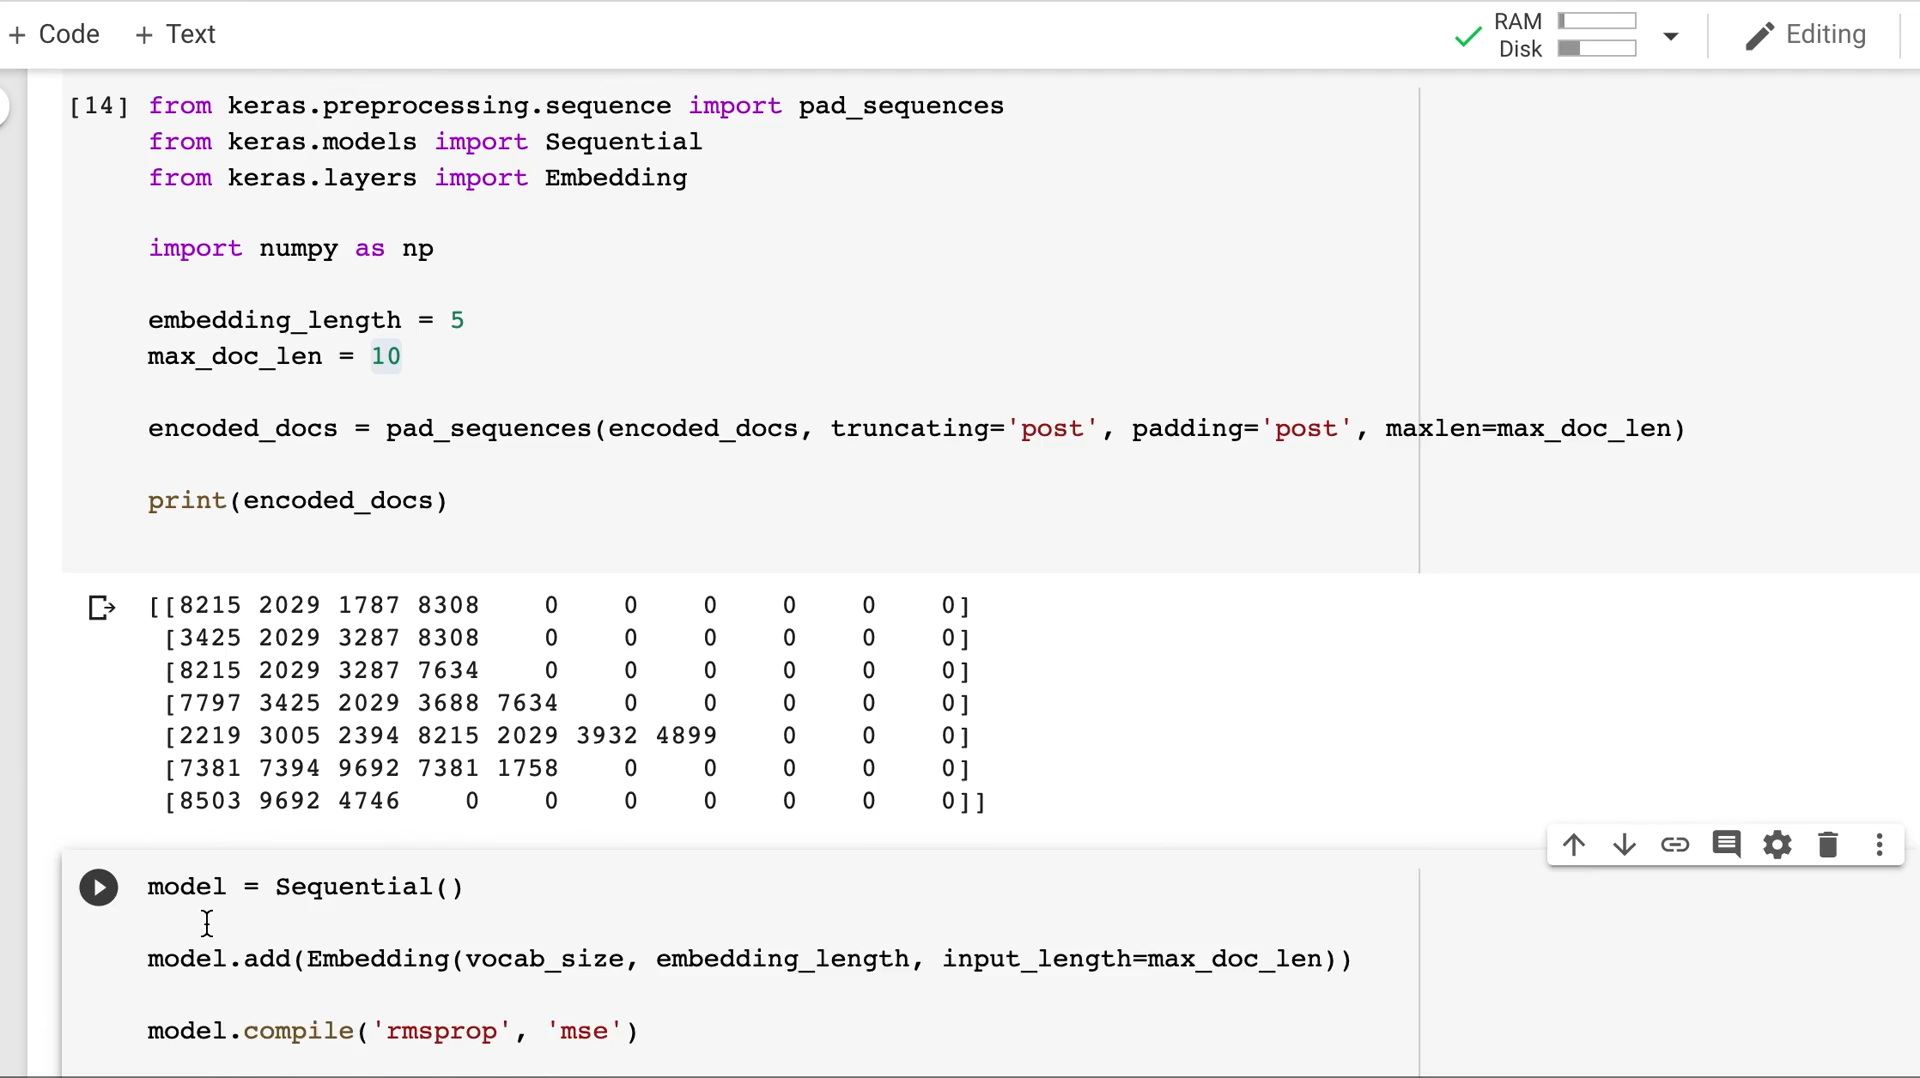 + Code + Text
RAM
Disk
Editing
[14] from keras.preprocessing.sequence import pad_sequences
from keras.models import Sequential
from keras.layers import Embedding
import numpy as np
embedding_length = 5
max_doc_len = 10
encoded_docs = pad_sequences(encoded_docs, truncating='post', padding='post', maxlen=max_doc_len)
print(encoded_docs)
[[8215 2029 1787 8308    0    0    0    0    0    0]
 [3425 2029 3287 8308    0    0    0    0    0    0]
 [8215 2029 3287 7634    0    0    0    0    0    0]
 [7797 3425 2029 3688 7634    0    0    0    0    0]
 [2219 3005 2394 8215 2029 3932 4899    0    0    0]
 [7381 7394 9692 7381 1758    0    0    0    0    0]
 [8503 9692 4746    0    0    0    0    0    0    0]]
model = Sequential()
model.add(Embedding(vocab_size, embedding_length, input_length=max_doc_len))
model.compile('rmsprop', 'mse')